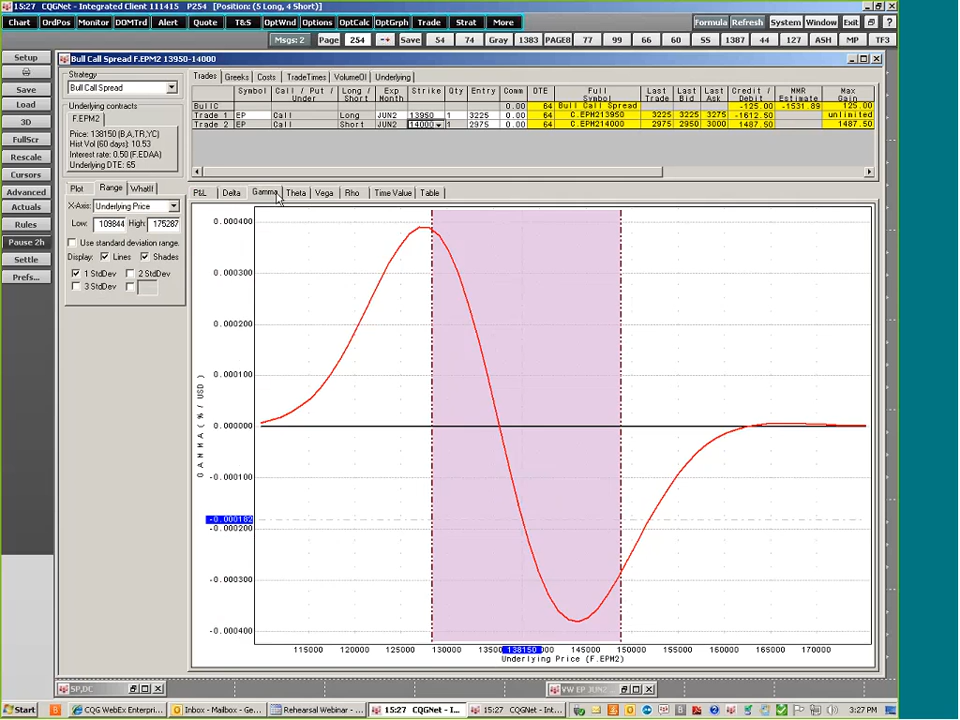 15:27 CQGNet - Integrated Client 111415 P254 [Position: (5 Long, 4 Short)]
Chart OrdPos Monitor DOMTrd Alert Quote T&S OptWnd Options OptCalc OptGrph Trade Strat More Formula Refresh System Window Exit
Msgs: 2 Page 254 Save 54 74 Gray 1383 PAGE8 77 99 66 60 SS 1387 44 127 ASH MP TF3
Setup
Save
Load
3D
FullScr
Rescale
Cursors
Advanced
Actuals
Rules
Pause 2h
Settle
Prefs...
Bull Call Spread F.EPM2 13950-14000
Strategy
Bull Call Spread
Underlying contracts
F.EPM2
Price: 138150 (B,A,TR,YC)
Hist Vol (60 days): 10.53
Interest rate: 0.50 (F.EDAA)
Underlying DTE: 65
Plot Range WhatIf
X-Axis: Underlying Price
Low: 109844 High: 175287
Use standard deviation range.
Display: Lines Shades
1 StdDev 2 StdDev
3 StdDev
Trades Greeks Costs TradeTimes VolumeOI Underlying
Symbol Call / Put / Under Long / Short Exp Month Strike Qty Entry Comm DTE Full Symbol Last Trade Last Bid Last Ask Credit / Debit MMR Estimate Max Gain
BullC 0.00 64 Bull Call Spread -125.00 -1531.89 125.00
Trade 1 EP Call Long JUN2 13950 1 3225 0.00 64 C.EPM213950 3225 3225 3275 -1612.50 unlimited
Trade 2 EP Call Short JUN2 14000 1 2975 0.00 64 C.EPM214000 2975 2950 3000 1487.50 1487.50
P&L Delta Gamma Theta Vega Rho Time Value Table
0.000400
0.000300
0.000200
0.000100
0.000000
-0.000100
-0.000182
-0.000200
-0.000300
-0.000400
GAMMA (% / USD)
115000 120000 125000 130000 13500 138150 145000 150000 155000 160000 165000 170000
Underlying Price (F.EPM2)
SP,DC VW EP JUN2
Start CQG WebEx Enterpri... Inbox - Mailbox - Ge... Rehearsal Webinar - ... 15:27 CQGNet - I... 15:27 CQGNet - Int... 3:27 PM